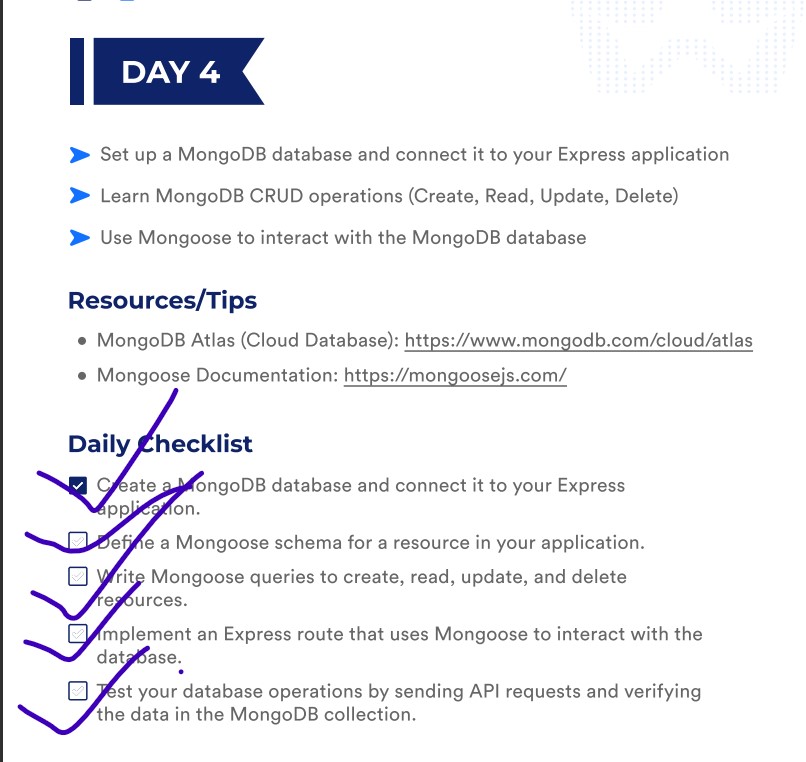 DAY 4
Set up a MongoDB database and connect it to your Express application
Learn MongoDB CRUD operations (Create, Read, Update, Delete)
Use Mongoose to interact with the MongoDB database
Resources/Tips
MongoDB Atlas (Cloud Database): https://www.mongodb.com/cloud/atlas
Mongoose Documentation: https://mongoosejs.com/
Daily Checklist
Create a MongoDB database and connect it to your Express
application.
Define a Mongoose schema for a resource in your application.
Write Mongoose queries to create, read, update, and delete
resources.
Implement an Express route that uses Mongoose to interact with the
database.
Test your database operations by sending API requests and verifying
the data in the MongoDB collection.